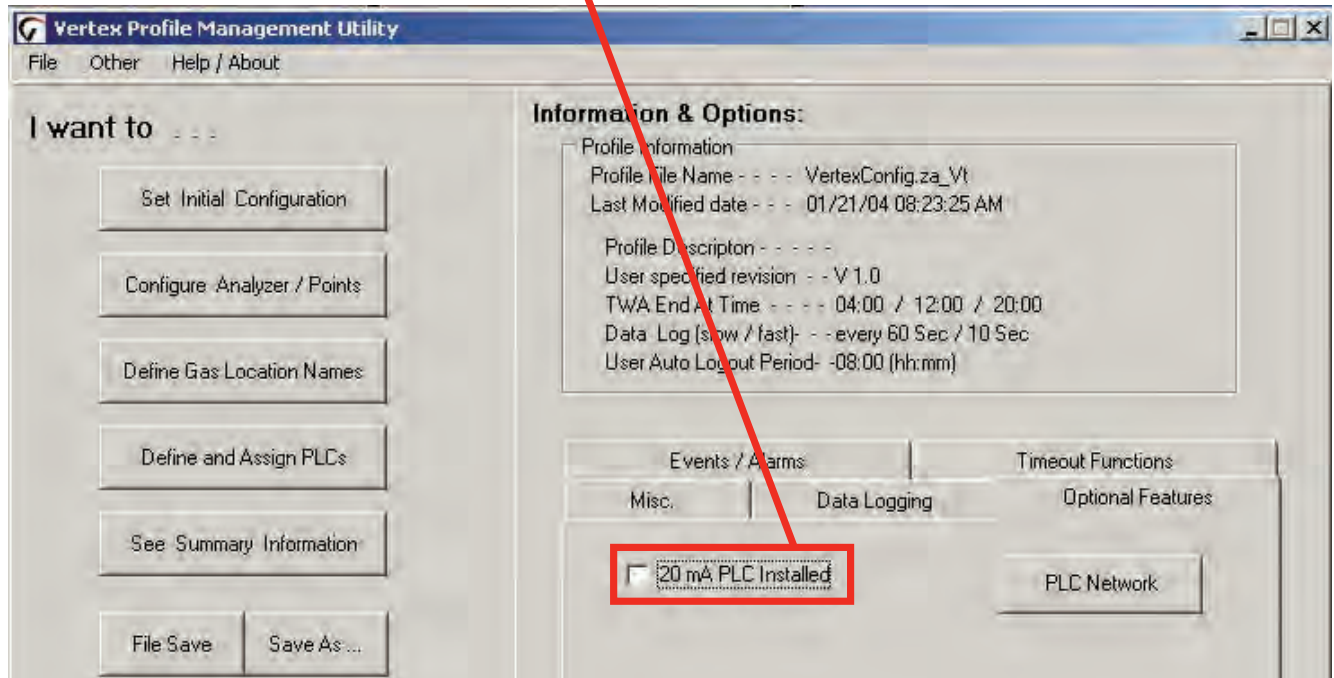 Vertex Profile Management Utility
File Other Help / About
I want to . . .
Set Initial Configuration
Configure Analyzer / Points
Define Gas Location Names
Define and Assign PLCs
See Summary Information
File Save Save As ...
Information & Options:
Profile Information
Profile File Name - - - - VertexConfig.za_Vt
Last Modified date - - - 01/21/04 08:23:25 AM
Profile Descripton - - - - -
User specified revision - - V 1.0
TWA End At Time - - - - 04:00 / 12:00 / 20:00
Data Log (slow / fast)- - - every 60 Sec / 10 Sec
User Auto Logout Period- -08:00 (hh:mm)
Events / Alarms Timeout Functions
Misc. Data Logging Optional Features
20 mA PLC Installed
PLC Network